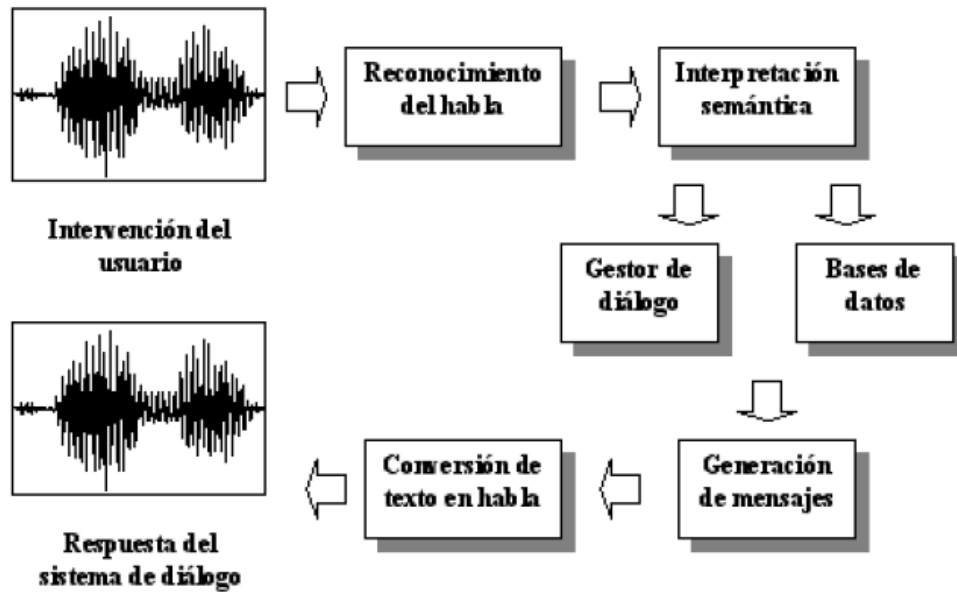 Reconocimiento
del habla
Interpretación
semántica
Intervención del
usuario
Gestor de
diálogo
Bases de
datos
Generación
de mensajes
Conversión de
texto en habla
Respuesta del
sistema de diálogo